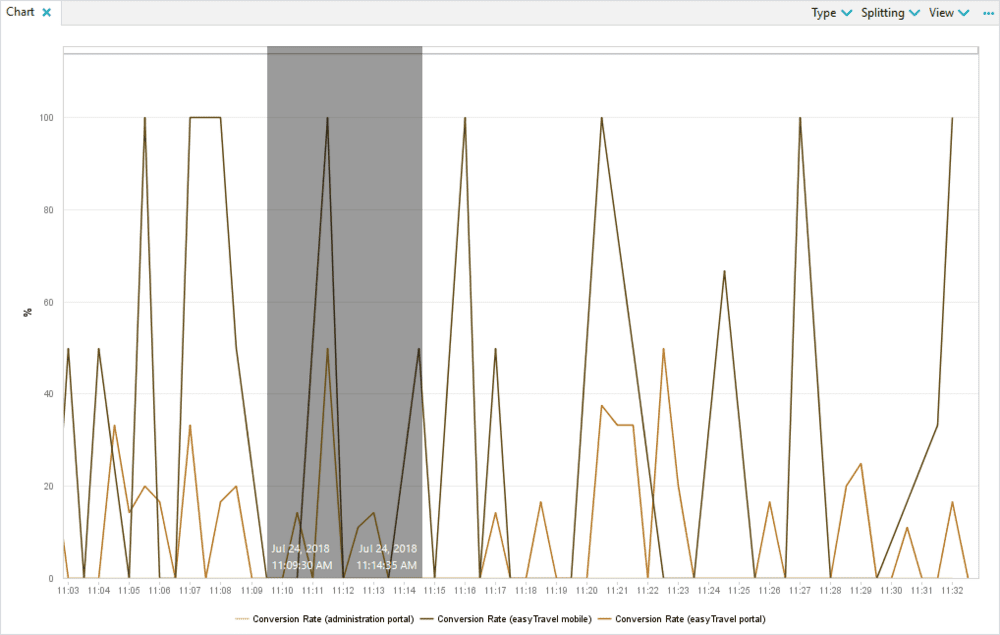 Chart Type Splitting View
100
80
60
%
40
20
Jul 24, 2018 Jul 24, 2018
11:09:30 AM 11:14:35 AM
0
11:03 11:04 11:05 11:06 11:07 11:08 11:09 11:10 11:11 11:12 11:13 11:14 11:15 11:16 11:17 11:18 11:19 11:20 11:21 11:22 11:23 11:24 11:25 11:26 11:27 11:28 11:29 11:30 11:31 11:32
Conversion Rate (administration portal) Conversion Rate (easyTravel mobile) Conversion Rate (easyTravel portal)